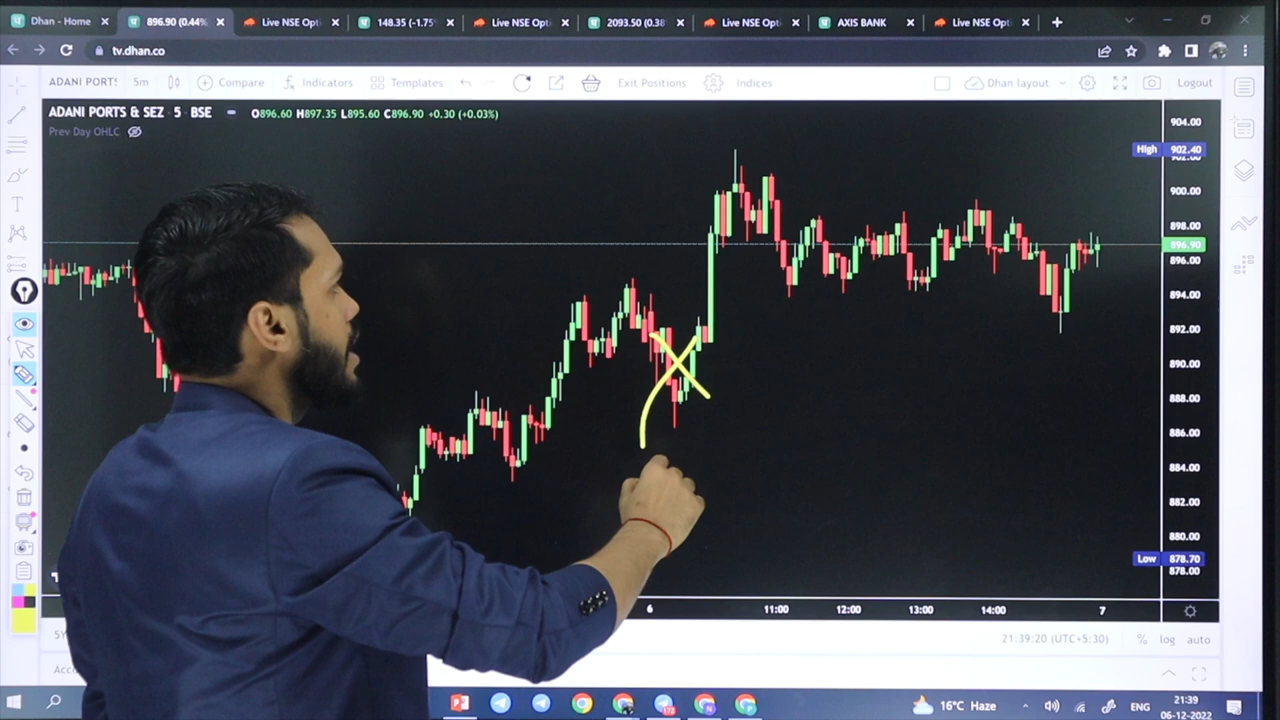 Dhan - Home
896.90 (0.44%
Live NSE Opti
148.35 (-1.75%
Live NSE Opti
2093.50 (0.38
Live NSE Opti
AXIS BANK
Live NSE Opti
tv.dhan.co
ADANI PORTS 5m Compare Indicators Templates Exit Positions Indices Dhan layout Logout
ADANI PORTS & SEZ · 5 · BSE O896.60 H897.35 L895.60 C896.90 +0.30 (+0.03%)
Prev Day OHLC
904.00
High 902.40
902.00
900.00
898.00
896.90
896.00
894.00
892.00
890.00
888.00
886.00
884.00
882.00
880.00
Low 878.70
878.00
6 11:00 12:00 13:00 14:00 7
5Y 21:39:20 (UTC+5:30) % log auto
Acco
16°C Haze ENG 21:39
06-12-2022